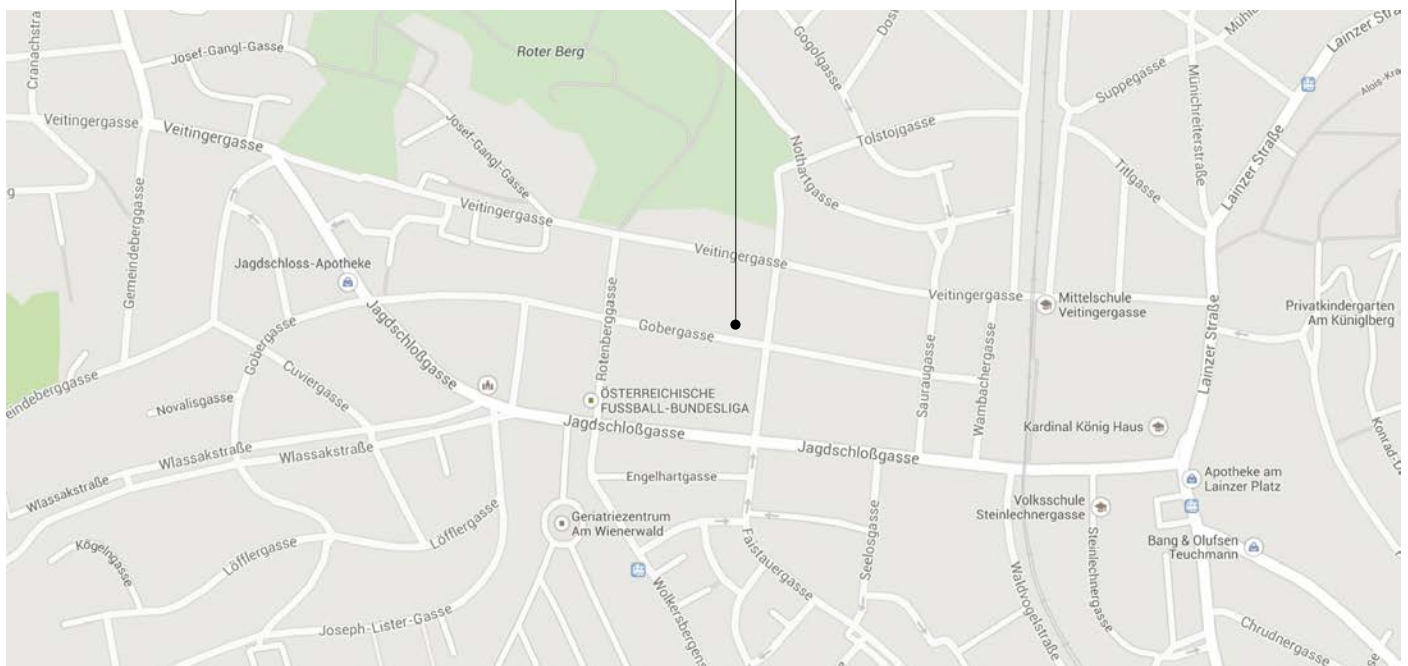 Cranachstra
Josef-Gangl-Gasse
Roter Berg
Gogolgasse
Dos
Suppegasse
Mühl
Münichreiterstraße
Lainzer Stra
Alois-Kra
Veitingergasse
Veitingergasse
Josef-Gangl-Gasse
Nothartgasse
Tolstojgasse
Titlgasse
Lainzer Straße
g
Gemeindeberggasse
Veitingergasse
Veitingergasse
Jagdschloss-Apotheke
Veitingergasse
Mittelschule
Veitingergasse
Privatkindergarten
Am Küniglberg
Jagdschloßgasse
Gobergasse
Gobergasse
Rotenberggasse
Sauraugasse
Wambachergasse
Lainzer Straße
eindeberggasse
Cuviergasse
Novalisgasse
ÖSTERREICHISCHE
FUSSBALL-BUNDESLIGA
Jagdschloßgasse
Jagdschloßgasse
Kardinal König Haus
Konrad-D
Wlassakstraße
Wlassakstraße
Wlassakstraße
Engelhartgasse
Apotheke am
Lainzer Platz
Volksschule
Steinlechnergasse
Geriatriezentrum
Am Wienerwald
Seelosgasse
Faistauergasse
Bang & Olufsen
Teuchmann
Kögelngasse
Löfflergasse
Löfflergasse
Wolkersbergens
Waldvogelstraße
Steinlechnergasse
Joseph-Lister-Gasse
Chrudnergasse